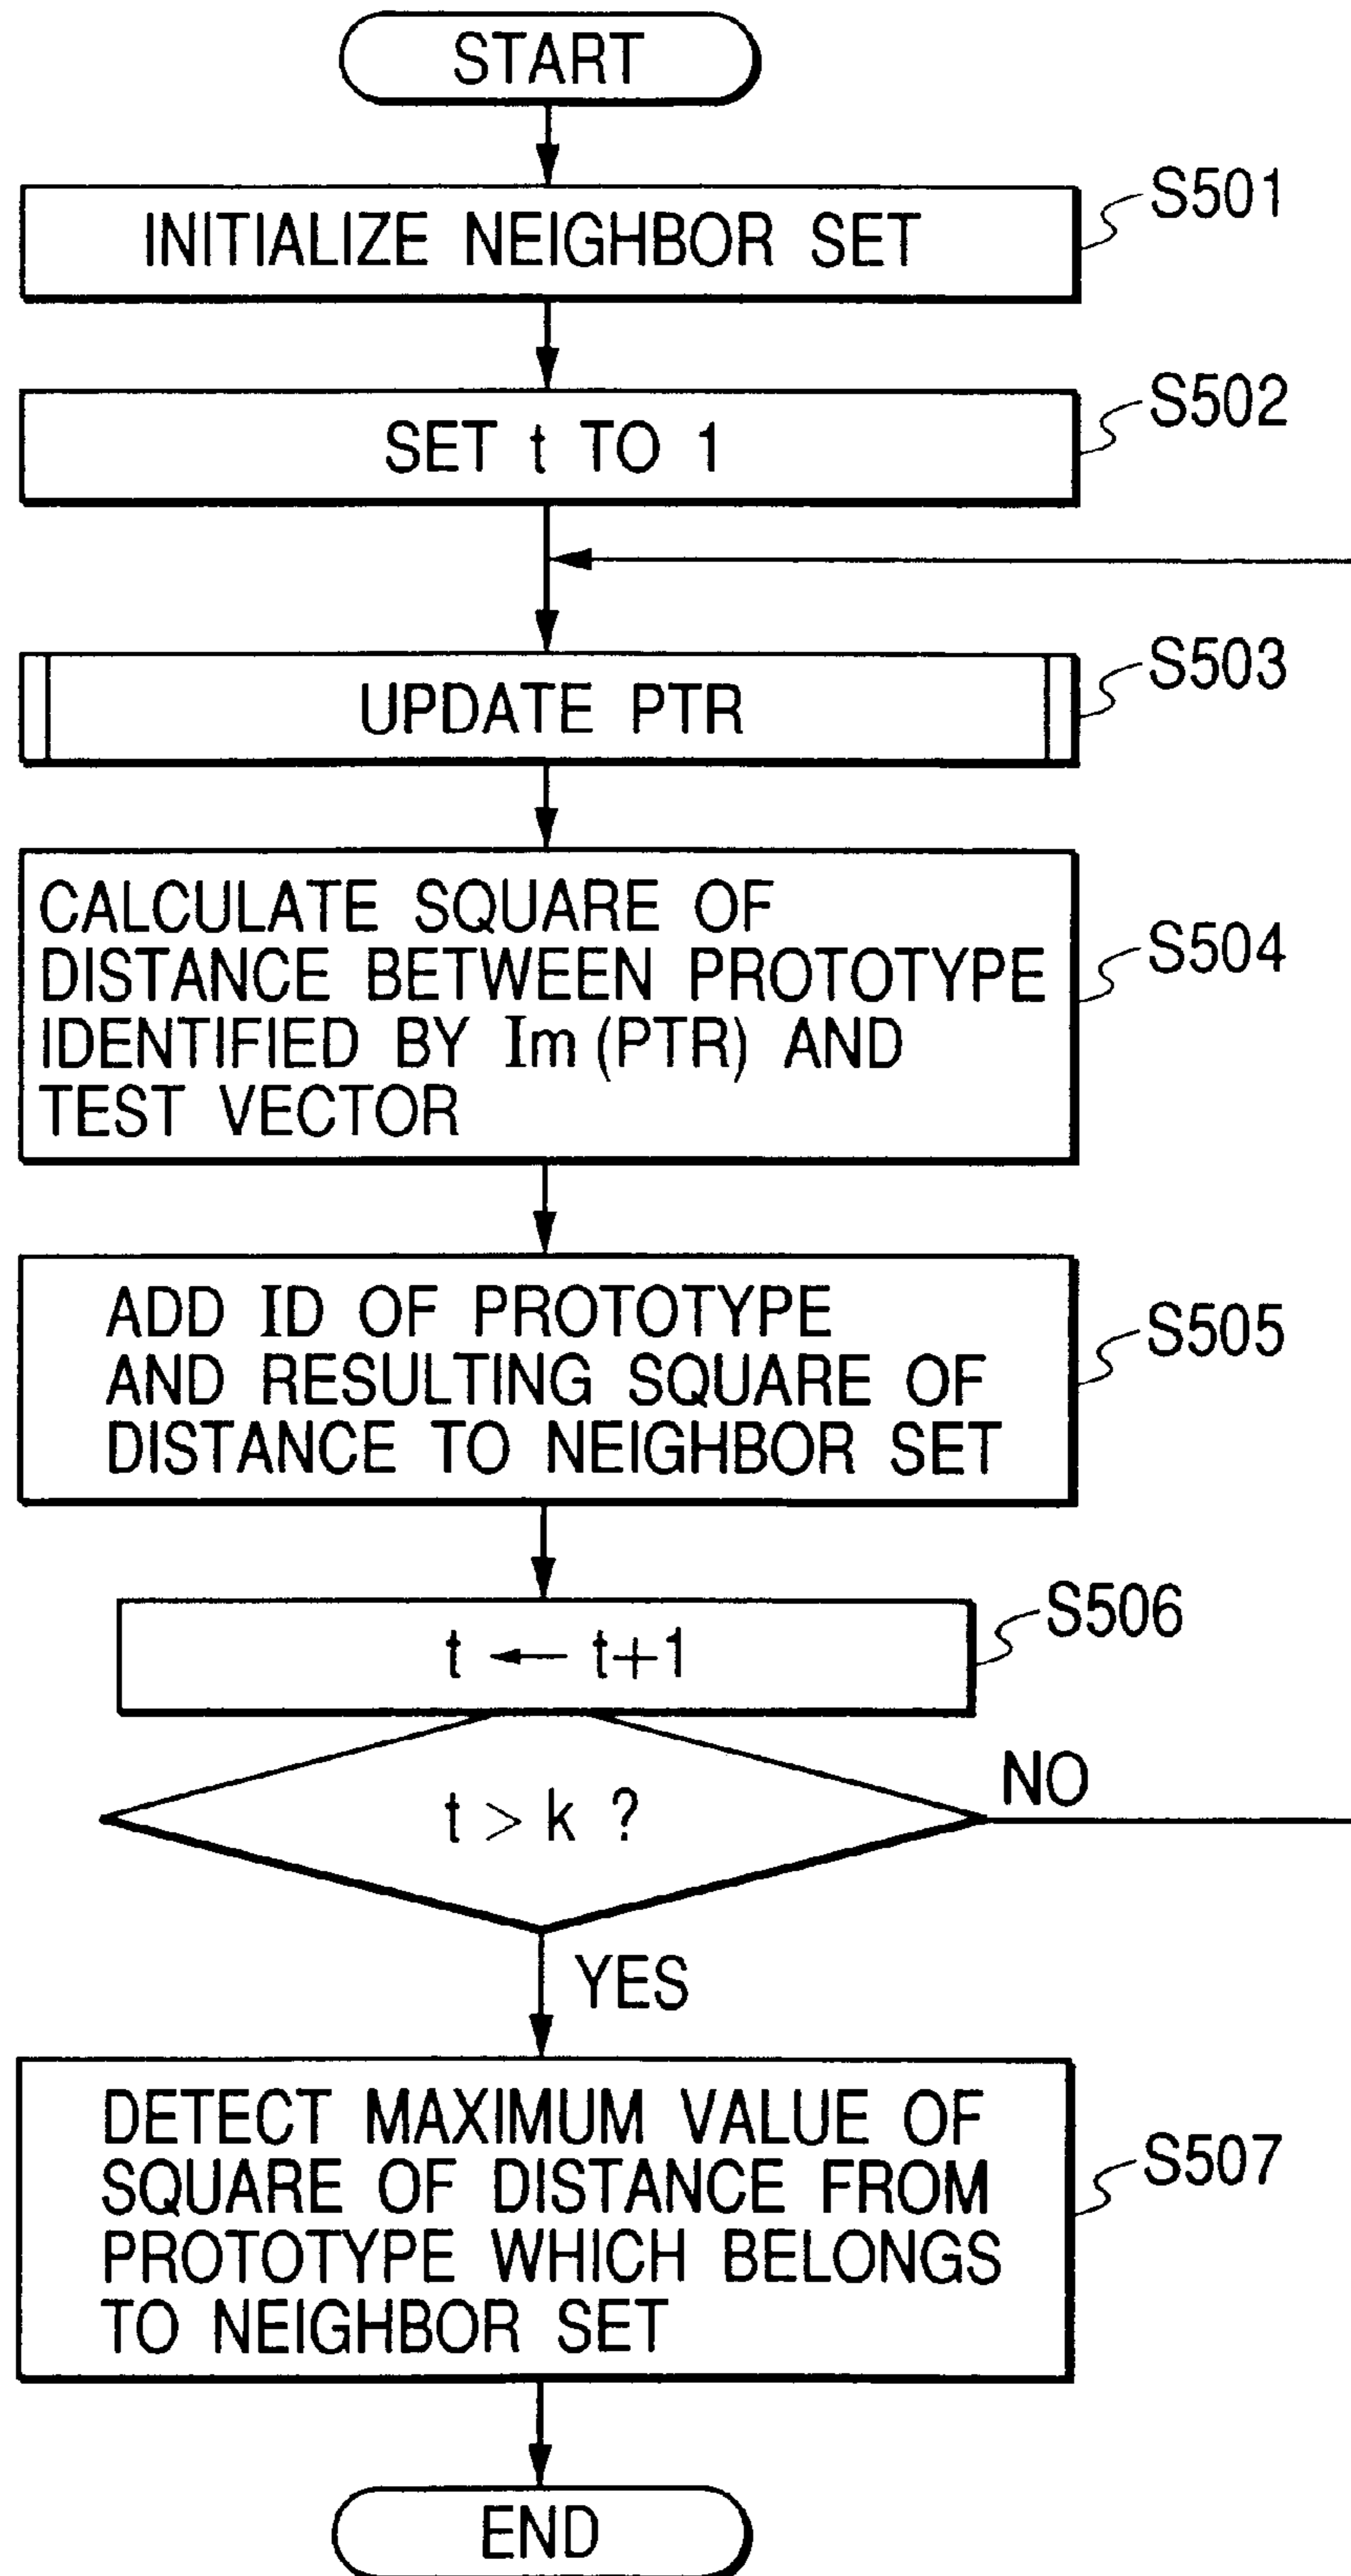 START
INITIALIZE NEIGHBOR SET
S501
SET t TO 1
S502
UPDATE PTR
S503
CALCULATE SQUARE OF
DISTANCE BETWEEN PROTOTYPE
IDENTIFIED BY Im (PTR) AND
TEST VECTOR
S504
ADD ID OF PROTOTYPE
AND RESULTING SQUARE OF
DISTANCE TO NEIGHBOR SET
S505
t ← t+1
S506
t > k ?
NO
YES
DETECT MAXIMUM VALUE OF
SQUARE OF DISTANCE FROM
PROTOTYPE WHICH BELONGS
TO NEIGHBOR SET
S507
END